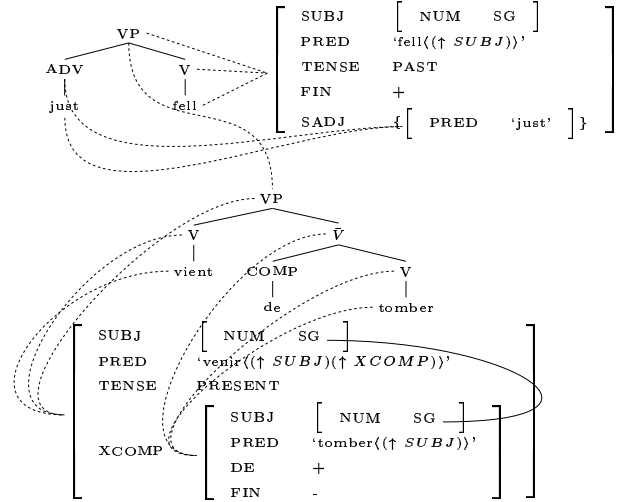 VP
ADV V
just fell
SUBJ [ NUM SG ]
PRED ‘fell⟨(↑ SUBJ)⟩’
TENSE PAST
FIN +
SADJ { [ PRED ‘just’ ] }
VP
V V̄
vient COMP V
de tomber
SUBJ [ NUM SG ]
PRED ‘venir⟨(↑ SUBJ)(↑ XCOMP)⟩’
TENSE PRESENT
XCOMP
SUBJ [ NUM SG ]
PRED ‘tomber⟨(↑ SUBJ)⟩’
DE +
FIN -